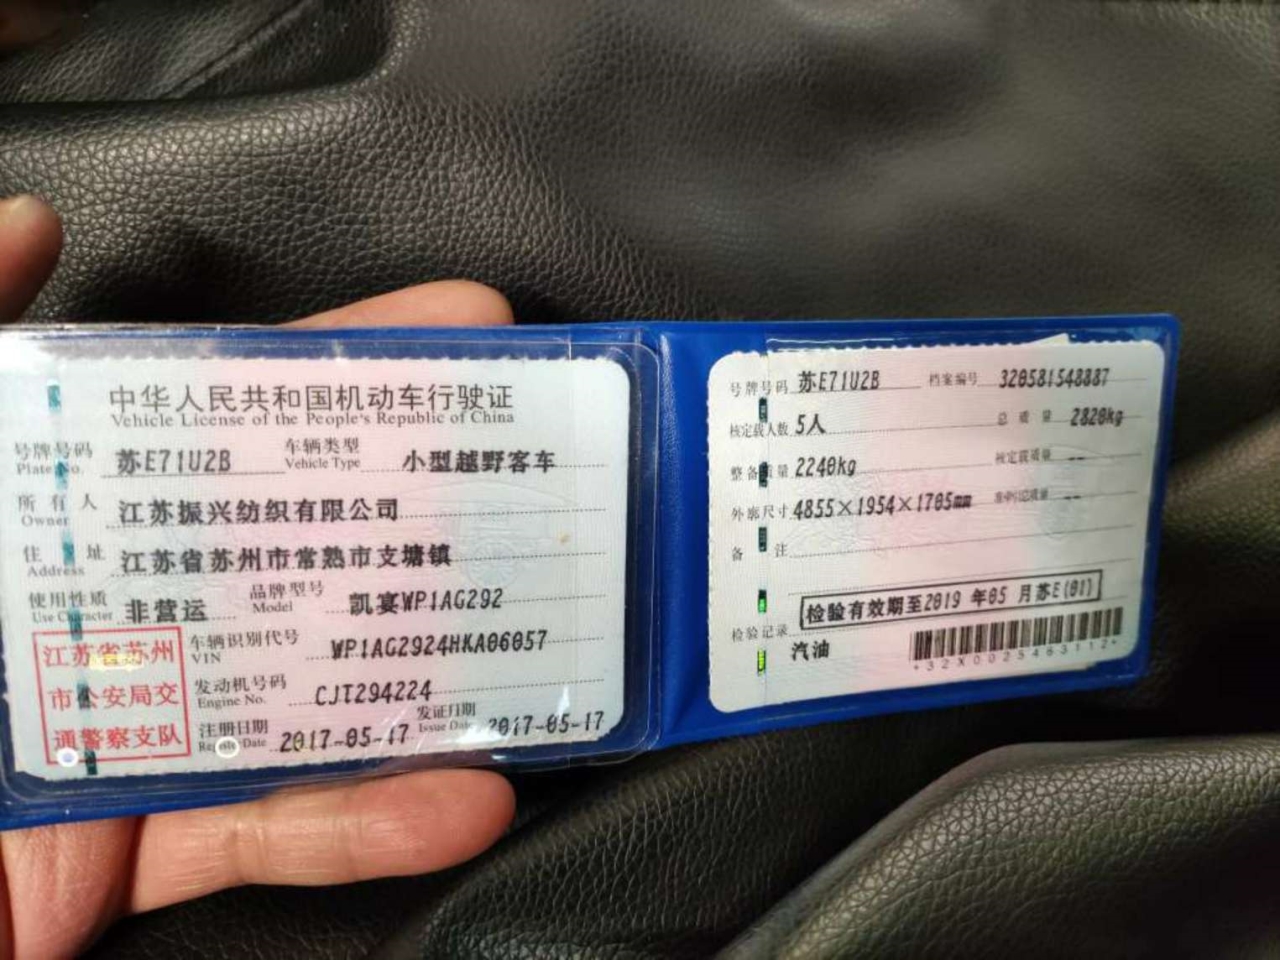 中华人民共和国机动车行驶证
Vehicle License of the People's Republic of China
号牌号码 苏E71U2B 车辆类型 小型越野客车
Plate No. Vehicle Type
所有人 江苏振兴纺织有限公司
Owner
住址 江苏省苏州市常熟市支塘镇
Address
使用性质 非营运 品牌型号 凯宴WP1AG292
Use Character Model
江苏省苏州
市公安局交
通警察支队
车辆识别代号 WP1AG2924HKA06057
VIN
发动机号码 CJT294224
Engine No.
注册日期 2017-05-17 发证日期 2017-05-17
Register Date Issue Date
号牌号码 苏E71U2B 档案编号 320581548887
核定载人数 5人 总质量 2820kg
整备质量 2240kg 核定载质量 --
外廓尺寸 4855×1954×1705mm 准牵引总质量 --
备注
检验有效期至2019年05月苏E(01)
检验记录
汽油
*32X0025463112*